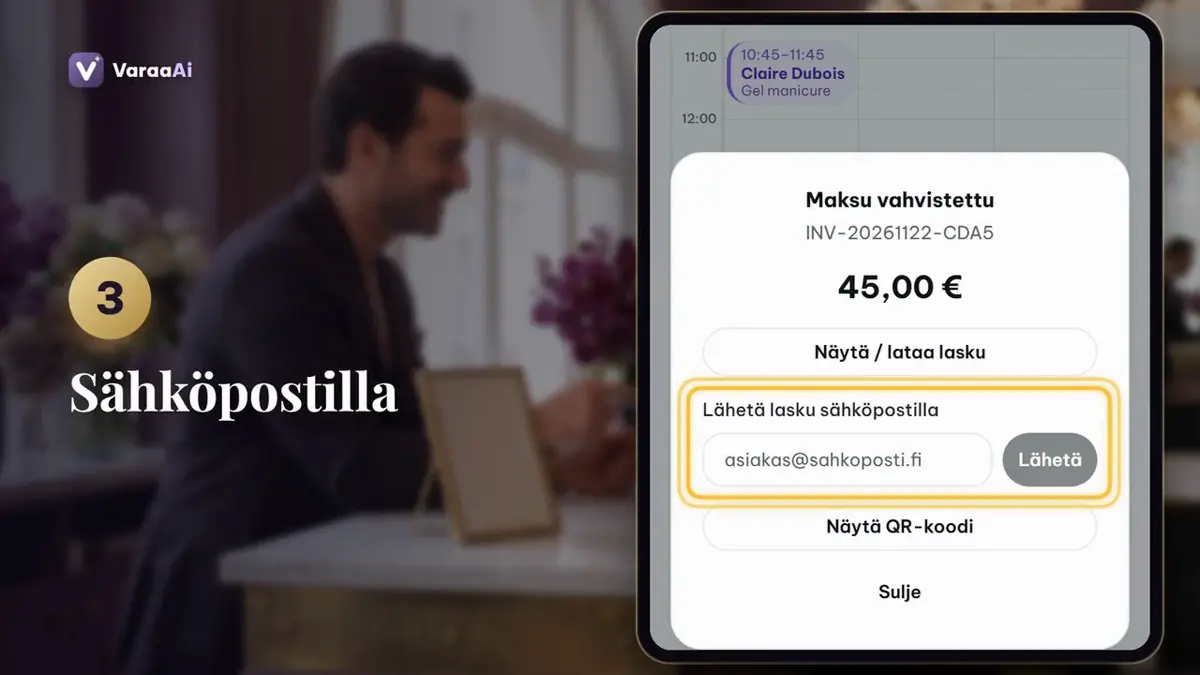 VaraaAi
3
Sähköpostilla
11:00
10:45–11:45
Claire Dubois
Gel manicure
12:00
Maksu vahvistettu
INV-20261122-CDA5
45,00 €
Näytä / lataa lasku
Lähetä lasku sähköpostilla
asiakas@sahkoposti.fi
Lähetä
Näytä QR-koodi
Sulje